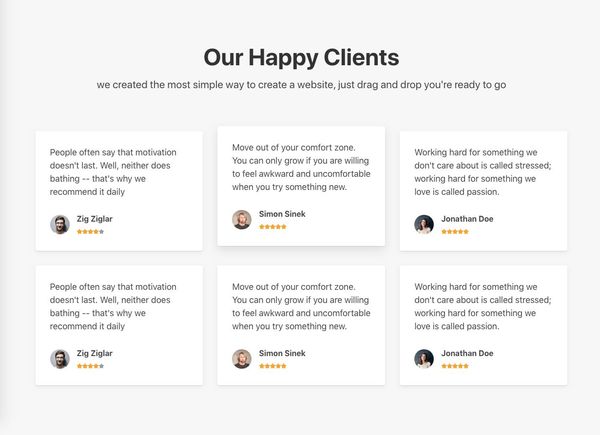 Our Happy Clients
we created the most simple way to create a website, just drag and drop you're ready to go
People often say that motivation
doesn't last. Well, neither does
bathing -- that's why we
recommend it daily
Zig Ziglar
Move out of your comfort zone.
You can only grow if you are willing
to feel awkward and uncomfortable
when you try something new.
Simon Sinek
Working hard for something we
don't care about is called stressed;
working hard for something we
love is called passion.
Jonathan Doe
People often say that motivation
doesn't last. Well, neither does
bathing -- that's why we
recommend it daily
Zig Ziglar
Move out of your comfort zone.
You can only grow if you are willing
to feel awkward and uncomfortable
when you try something new.
Simon Sinek
Working hard for something we
don't care about is called stressed;
working hard for something we
love is called passion.
Jonathan Doe